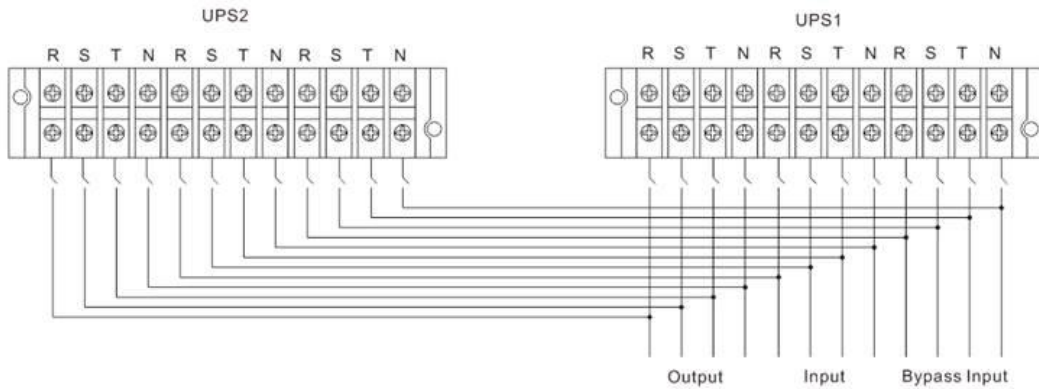 UPS2
UPS1
R S T N R S T N R S T N
R S T N R S T N R S T N
Output
Input
Bypass Input